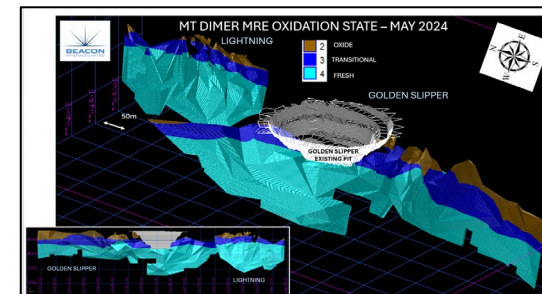 MT DIMER MRE OXIDATION STATE – MAY 2024
BEACON
LIGHTNING
2 OXIDE
3 TRANSITIONAL
4 FRESH
N
E
S
W
GOLDEN SLIPPER
50m
GOLDEN SLIPPER
EXISTING PIT
GOLDEN SLIPPER
LIGHTNING